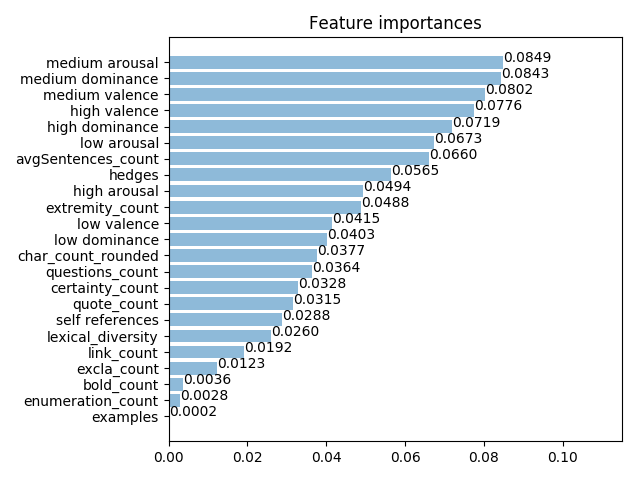 Feature importances
medium arousal 0.0849
medium dominance 0.0843
medium valence 0.0802
high valence 0.0776
high dominance 0.0719
low arousal 0.0673
avgSentences_count 0.0660
hedges 0.0565
high arousal 0.0494
extremity_count 0.0488
low valence 0.0415
low dominance 0.0403
char_count_rounded 0.0377
questions_count 0.0364
certainty_count 0.0328
quote_count 0.0315
self references 0.0288
lexical_diversity 0.0260
link_count 0.0192
excla_count 0.0123
bold_count 0.0036
enumeration_count 0.0028
examples 0.0002
0.00 0.02 0.04 0.06 0.08 0.10